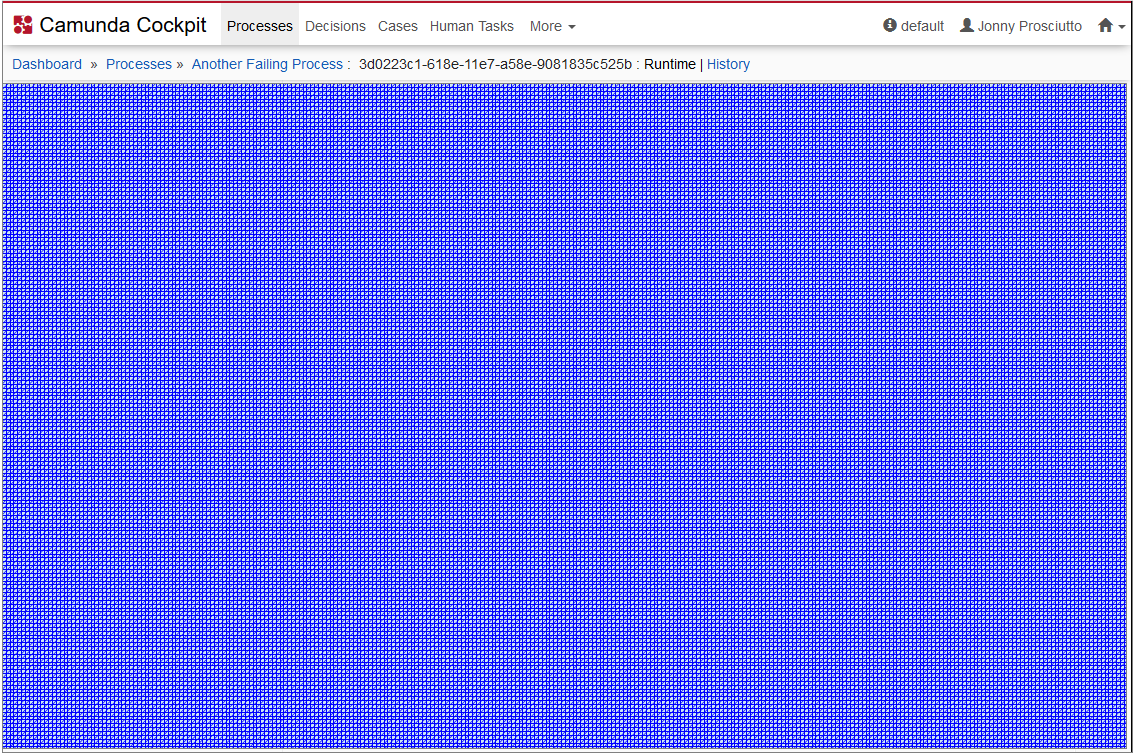 Camunda Cockpit Processes Decisions Cases Human Tasks More default Jonny Prosciutto
Dashboard » Processes » Another Failing Process : 3d0223c1-618e-11e7-a58e-9081835c525b : Runtime | History